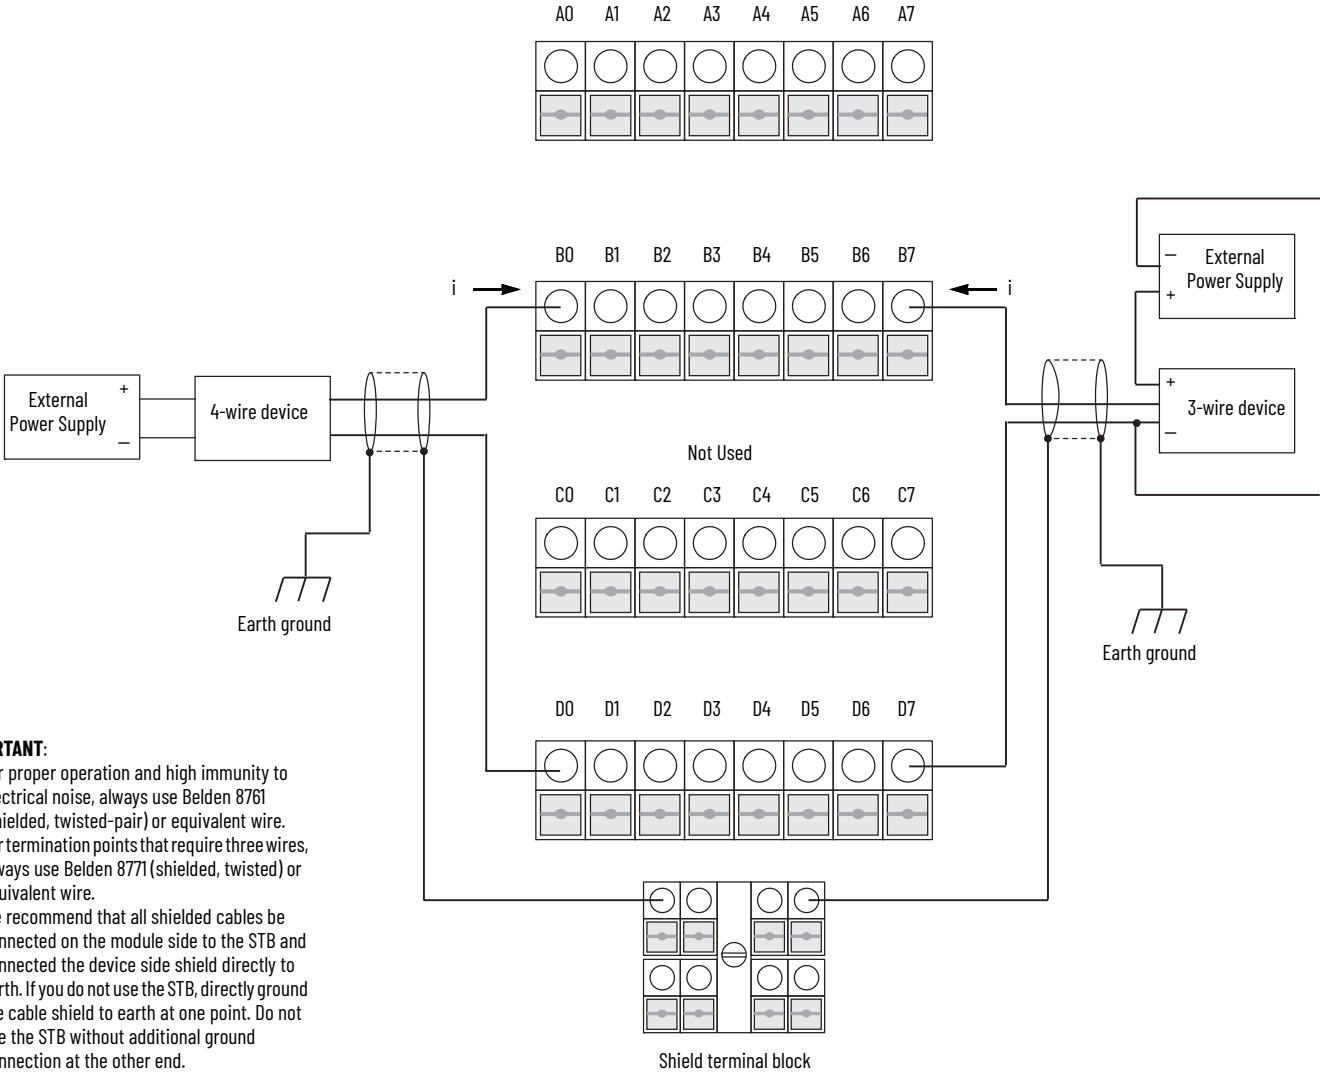 A0 A1 A2 A3 A4 A5 A6 A7
B0 B1 B2 B3 B4 B5 B6 B7
i
i
External
Power Supply
–
+
External
Power Supply
+
–
4-wire device
+
3-wire device
–
Not Used
C0 C1 C2 C3 C4 C5 C6 C7
Earth ground
Earth ground
D0 D1 D2 D3 D4 D5 D6 D7
RTANT:
r proper operation and high immunity to
ectrical noise, always use Belden 8761
hielded, twisted-pair) or equivalent wire.
r termination points that require three wires,
ways use Belden 8771 (shielded, twisted) or
uivalent wire.
e recommend that all shielded cables be
nnected on the module side to the STB and
nnected the device side shield directly to
rth. If you do not use the STB, directly ground
e cable shield to earth at one point. Do not
e the STB without additional ground
nnection at the other end.
Shield terminal block